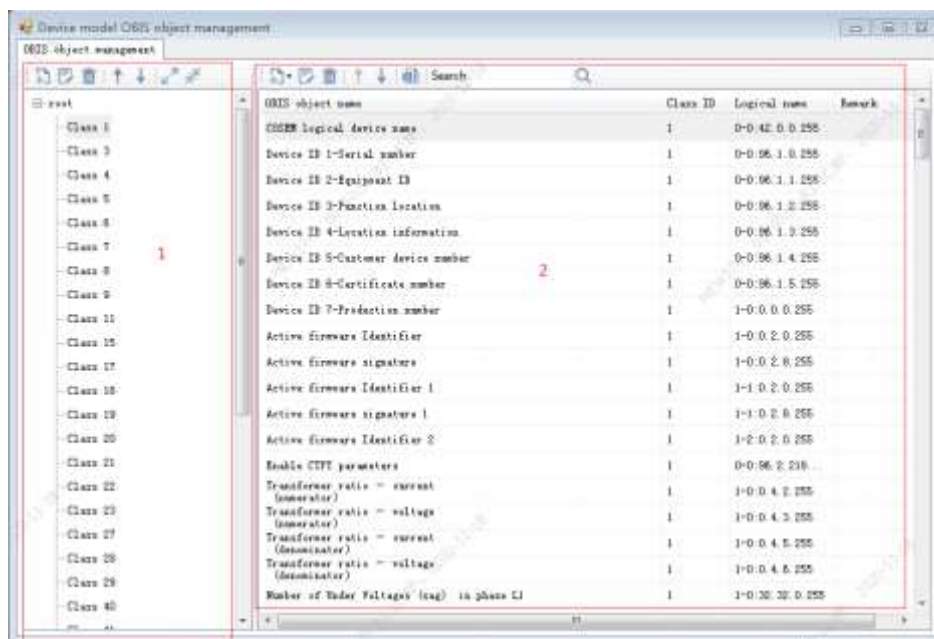 Device model OBIS object management
OBIS object management
Search
root
Class 1
Class 3
Class 4
Class 5
Class 6
Class 7
Class 8
Class 9
Class 11
Class 15
Class 17
Class 18
Class 19
Class 20
Class 21
Class 22
Class 23
Class 27
Class 28
Class 29
Class 40
1
OBIS object name Class ID Logical name Remark
COSEM logical device name 1 0-0:42.0.0.255
Device ID 1-Serial number 1 0-0:96.1.0.255
Device ID 2-Equipment ID 1 0-0:96.1.1.255
Device ID 3-Function Location 1 0-0:96.1.2.255
Device ID 4-Location information 1 0-0:96.1.3.255
Device ID 5-Customer device number 1 0-0:96.1.4.255
2
Device ID 6-Certificate number 1 0-0:96.1.5.255
Device ID 7-Production number 1 1-0:0.0.0.255
Active firmware Identifier 1 1-0:0.2.0.255
Active firmware signature 1 1-0:0.2.8.255
Active firmware Identifier 1 1 1-1:0.2.0.255
Active firmware signature 1 1 1-1:0.2.8.255
Active firmware Identifier 2 1 1-2:0.2.0.255
Enable CTPT parameters 1 0-0:96.2.218...
Transformer ratio - current
(numerator) 1 1-0:0.4.2.255
Transformer ratio - voltage
(numerator) 1 1-0:0.4.3.255
Transformer ratio - current
(denominator) 1 1-0:0.4.5.255
Transformer ratio - voltage
(denominator) 1 1-0:0.4.6.255
Number of Under Voltages (sag) in phase L1 1 1-0:32.32.0.255